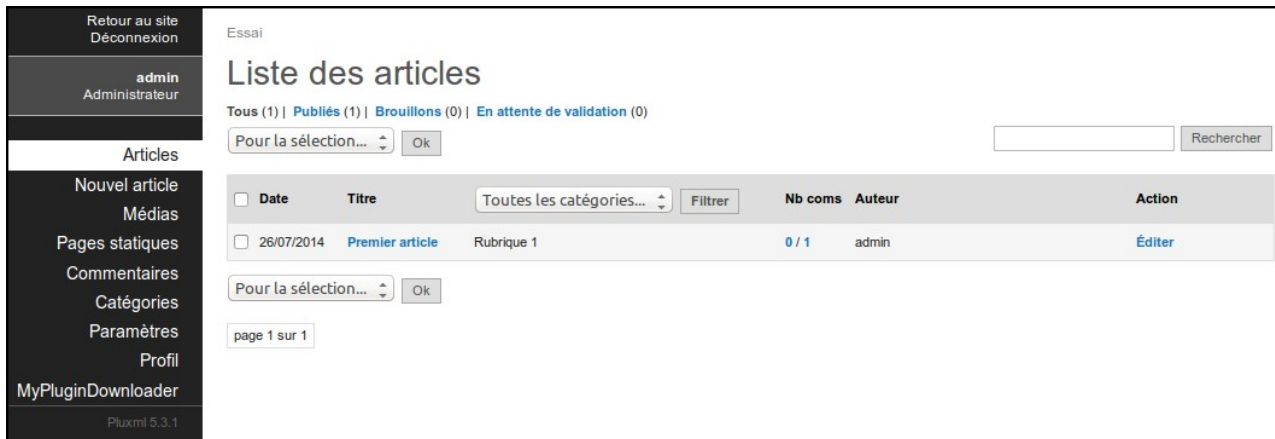 Retour au site
Déconnexion
admin
Administrateur
Articles
Nouvel article
Médias
Pages statiques
Commentaires
Catégories
Paramètres
Profil
MyPluginDownloader
Pluxml 5.3.1
Essai
Liste des articles
Tous (1) | Publiés (1) | Brouillons (0) | En attente de validation (0)
Pour la sélection... Ok Rechercher
Date Titre Toutes les catégories... Filtrer Nb coms Auteur Action
26/07/2014 Premier article Rubrique 1 0 / 1 admin Éditer
Pour la sélection... Ok
page 1 sur 1